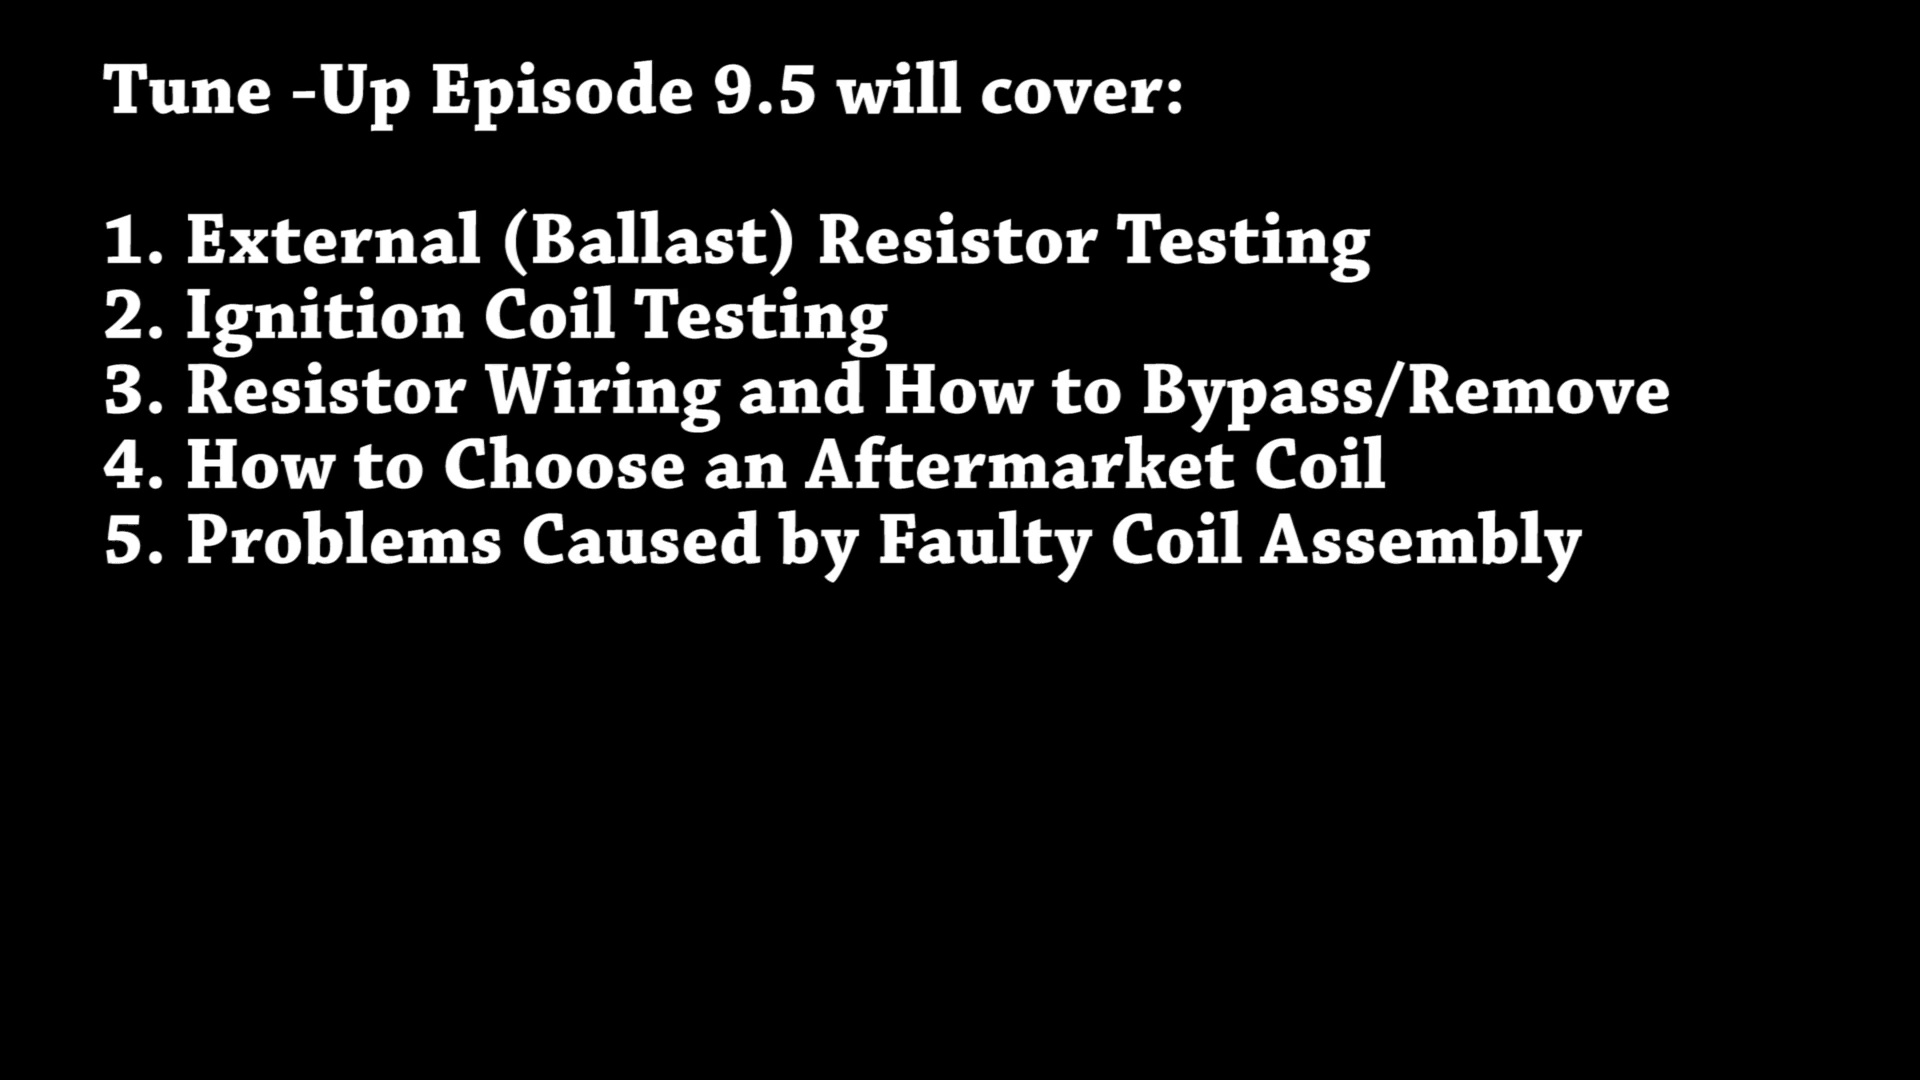 Tune -Up Episode 9.5 will cover:
1. External (Ballast) Resistor Testing
2. Ignition Coil Testing
3. Resistor Wiring and How to Bypass/Remove
4. How to Choose an Aftermarket Coil
5. Problems Caused by Faulty Coil Assembly